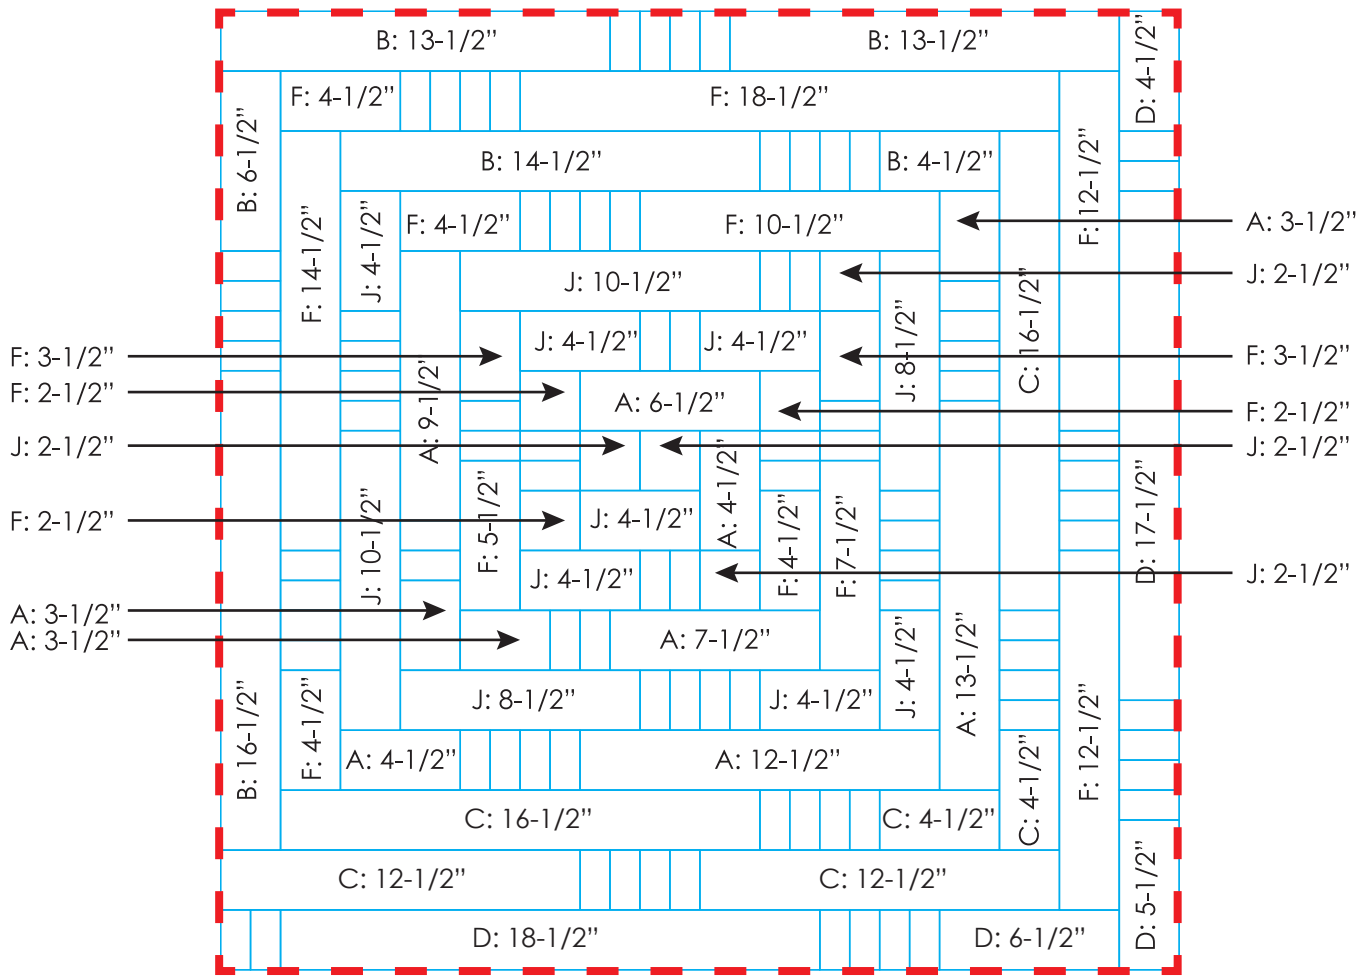 B: 13-1/2”
B: 13-1/2”
D: 4-1/2”
F: 4-1/2”
F: 18-1/2”
B: 6-1/2”
F: 12-1/2”
B: 14-1/2”
B: 4-1/2”
F: 14-1/2”
J: 4-1/2”
F: 4-1/2”
F: 10-1/2”
A: 3-1/2”
J: 10-1/2”
J: 2-1/2”
J: 8-1/2”
C: 16-1/2”
F: 3-1/2”
J: 4-1/2”
J: 4-1/2”
F: 3-1/2”
F: 2-1/2”
A: 9-1/2’
A: 6-1/2”
F: 2-1/2”
J: 2-1/2”
J: 2-1/2”
F: 2-1/2”
J: 10-1/2”
F: 5-1/2”
J: 4-1/2”
A: 4-1/2”
F: 4-1/2”
F: 7-1/2”
D: 17-1/2”
J: 4-1/2”
J: 2-1/2”
A: 3-1/2”
A: 3-1/2”
A: 7-1/2”
J: 4-1/2”
A: 13-1/2”
B: 16-1/2”
F: 4-1/2”
J: 8-1/2”
J: 4-1/2”
A: 4-1/2”
A: 12-1/2”
C: 4-1/2”
F: 12-1/2”
C: 16-1/2”
C: 4-1/2”
C: 12-1/2”
C: 12-1/2”
D: 5-1/2”
D: 18-1/2”
D: 6-1/2”